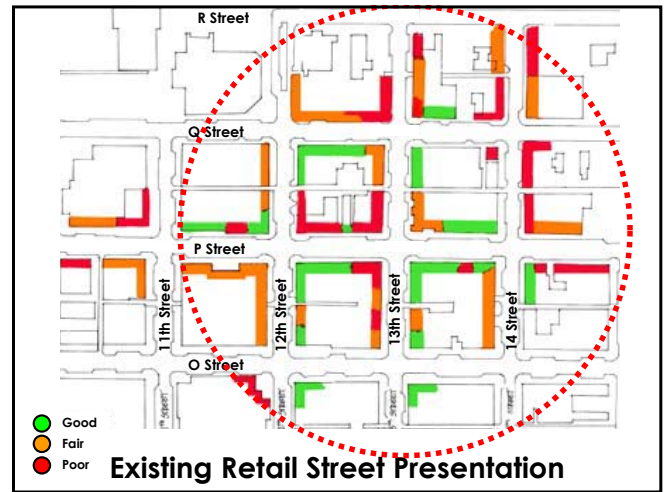 R Street
Q Street
P Street
11th Street
12th Street
13th Street
14 Street
O Street
Good
Fair
Poor
Existing Retail Street Presentation